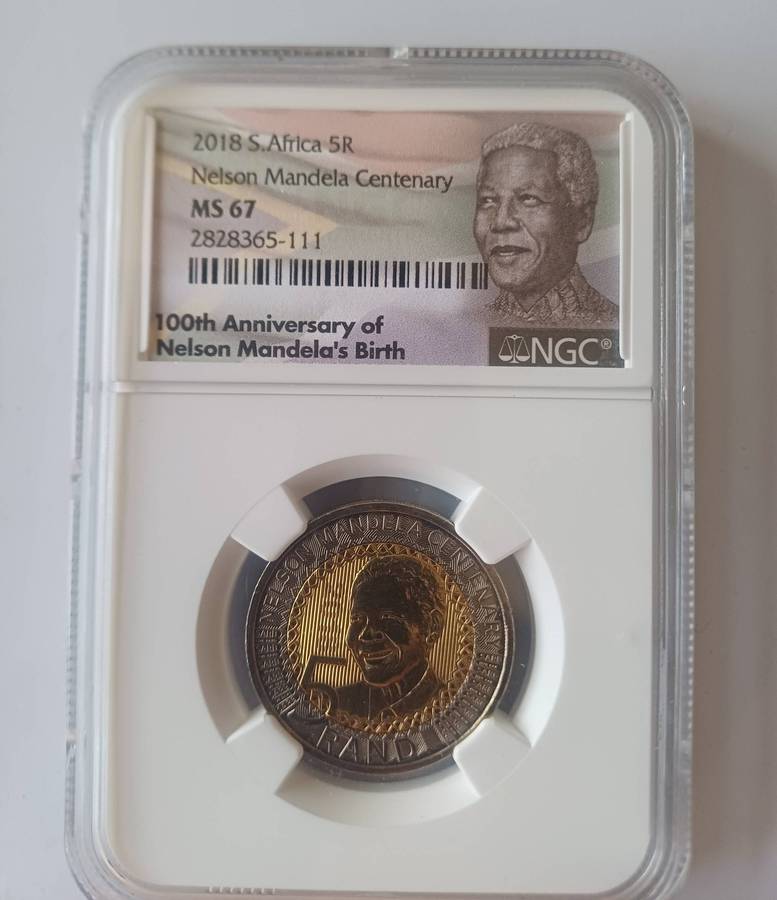 2018 S.Africa 5R
Nelson Mandela Centenary
MS 67
2828365-111
100th Anniversary of
Nelson Mandela's Birth
NGC®
NELSON MANDELA CENTENARY
5
RAND